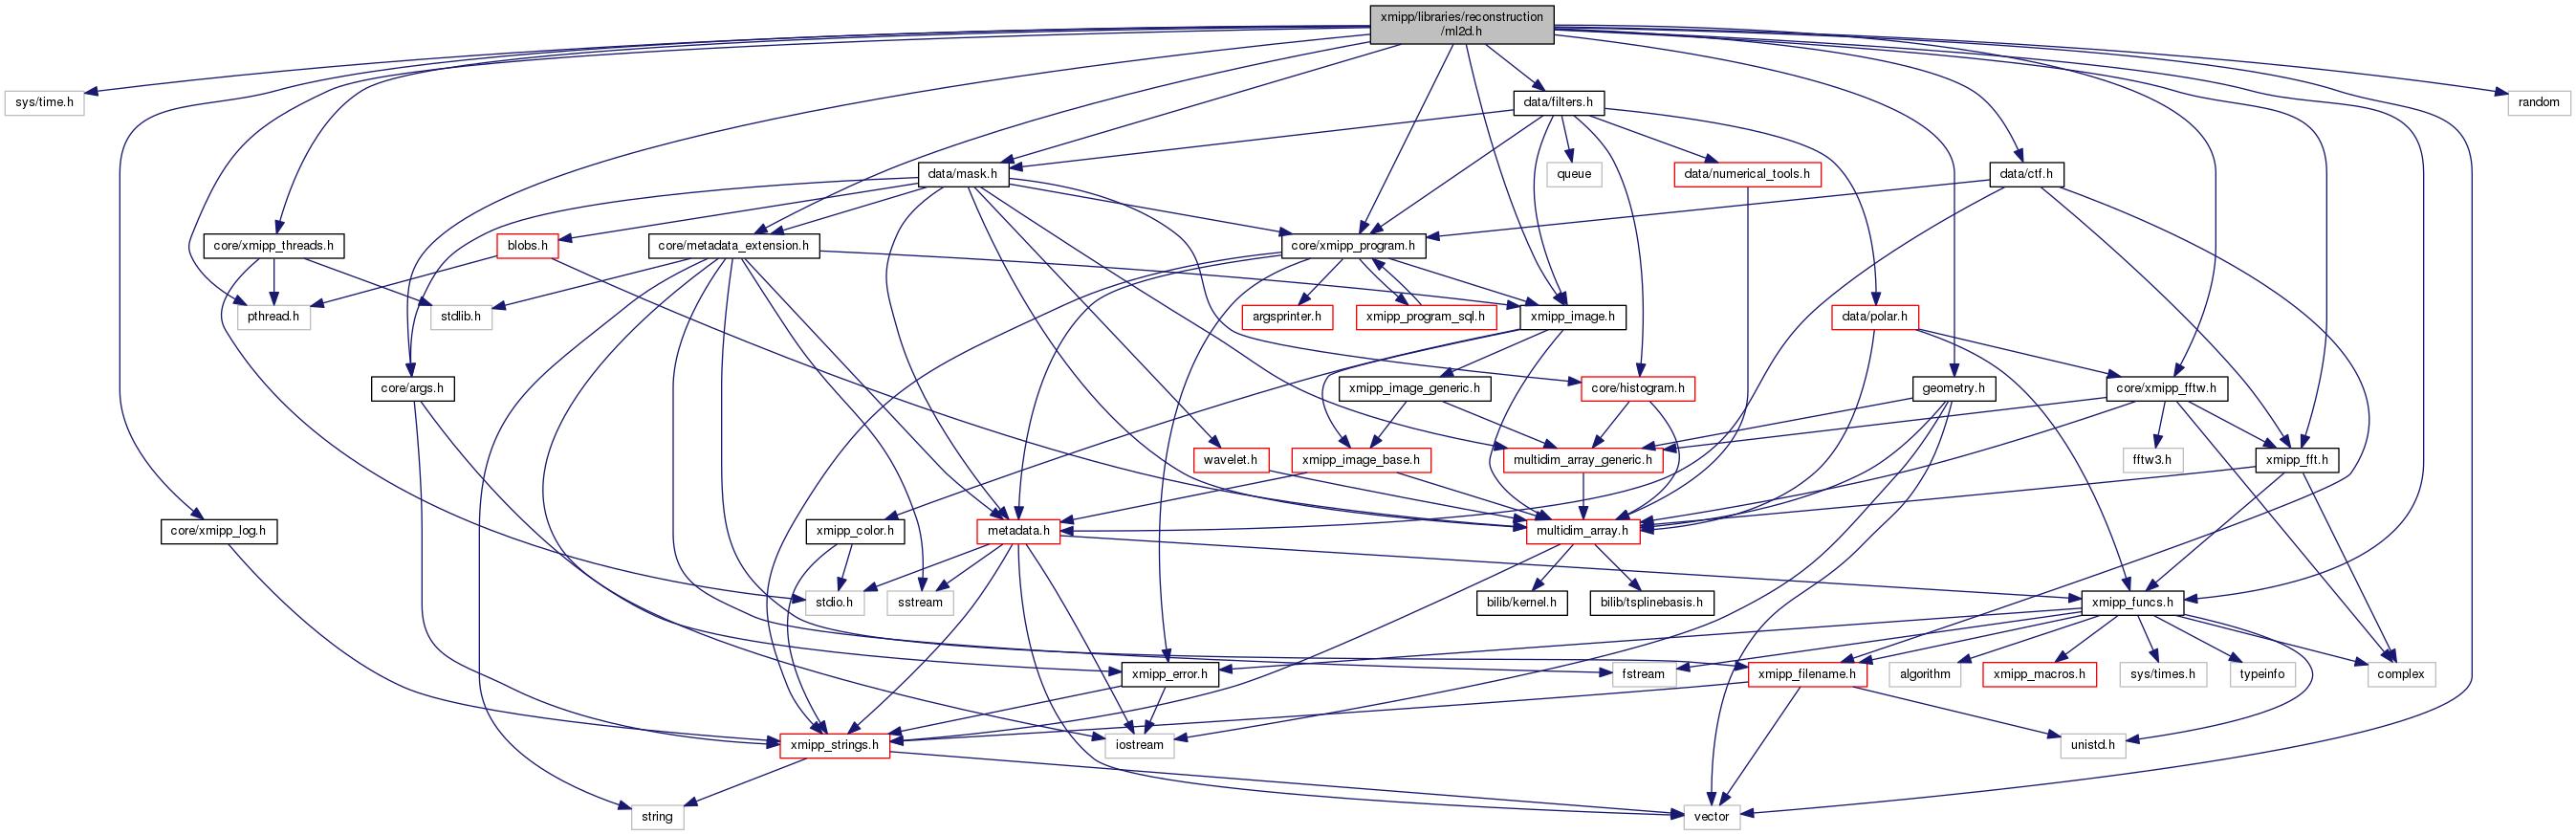 xmipp/libraries/reconstruction
/ml2d.h
sys/time.h
data/filters.h
random
data/mask.h
queue
data/numerical_tools.h
data/ctf.h
core/xmipp_threads.h
blobs.h
core/metadata_extension.h
core/xmipp_program.h
pthread.h
stdlib.h
argsprinter.h
xmipp_program_sql.h
xmipp_image.h
data/polar.h
core/args.h
xmipp_image_generic.h
core/histogram.h
geometry.h
core/xmipp_fftw.h
wavelet.h
xmipp_image_base.h
multidim_array_generic.h
fftw3.h
xmipp_fft.h
core/xmipp_log.h
xmipp_color.h
metadata.h
multidim_array.h
stdio.h
sstream
bilib/kernel.h
bilib/tsplinebasis.h
xmipp_funcs.h
xmipp_error.h
fstream
xmipp_filename.h
algorithm
xmipp_macros.h
sys/times.h
typeinfo
complex
xmipp_strings.h
iostream
unistd.h
string
vector